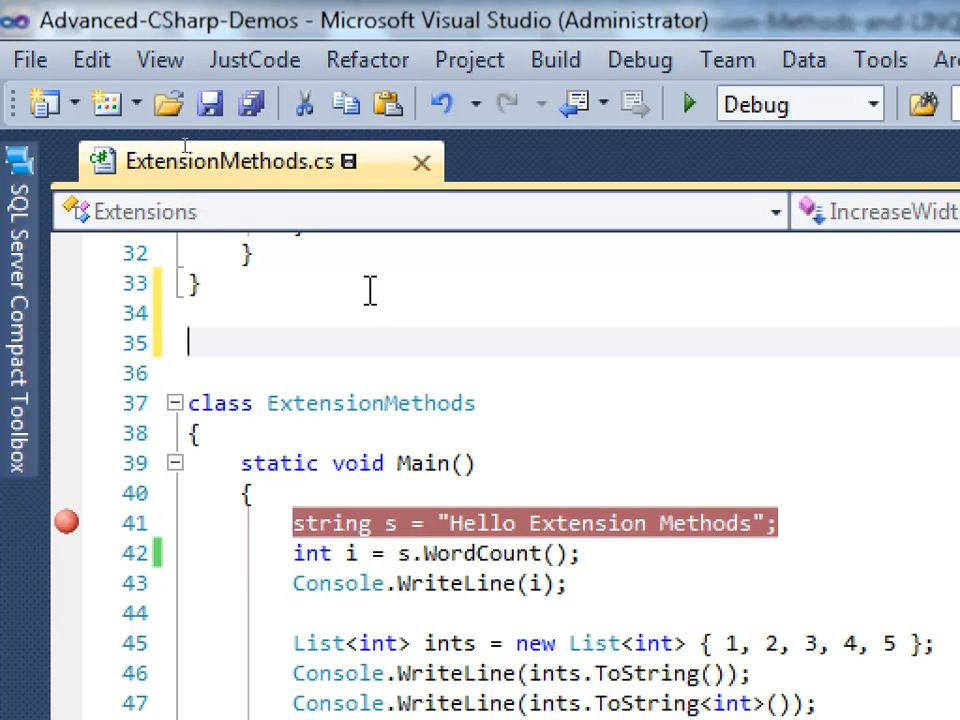 Advanced-CSharp-Demos - Microsoft Visual Studio (Administrator)
File Edit View JustCode Refactor Project Build Debug Team Data Tools
Debug
ExtensionMethods.cs
SQL Server Compact Toolbox
Extensions
IncreaseWidt
32 }
33 }
34
35
36
37 class ExtensionMethods
38 {
39 static void Main()
40 {
41 string s = "Hello Extension Methods";
42 int i = s.WordCount();
43 Console.WriteLine(i);
44
45 List<int> ints = new List<int> { 1, 2, 3, 4, 5 };
46 Console.WriteLine(ints.ToString());
47 Console.WriteLine(ints.ToString<int>());